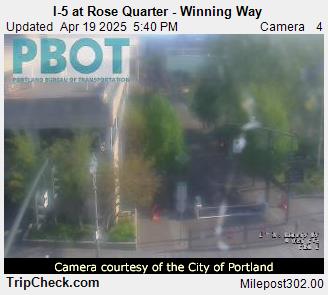 I-5 at Rose Quarter - Winning Way
Updated Apr 19 2025 5:40 PM Camera 4
PBOT
PORTLAND BUREAU OF TRANSPORTATION
Camera courtesy of the City of Portland
TripCheck.com Milepost302.00